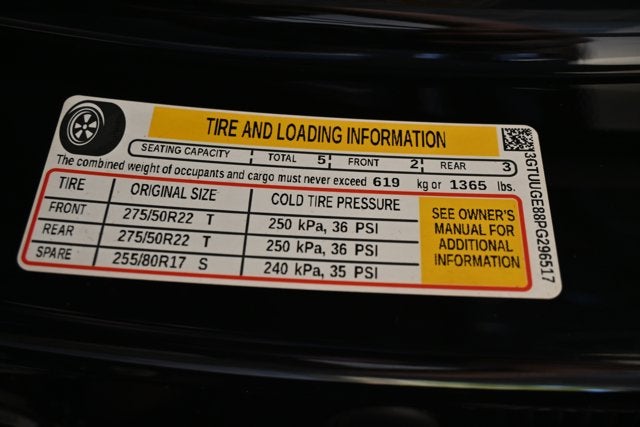 TIRE AND LOADING INFORMATION
SEATING CAPACITY TOTAL 5 FRONT 2 REAR 3
The combined weight of occupants and cargo must never exceed 619 kg or 1365 lbs.
TIRE ORIGINAL SIZE COLD TIRE PRESSURE
FRONT 275/50R22 T 250 kPa, 36 PSI
REAR 275/50R22 T 250 kPa, 36 PSI
SPARE 255/80R17 S 240 kPa, 35 PSI
SEE OWNER'S
MANUAL FOR
ADDITIONAL
INFORMATION
3GTUUGE88PG296517